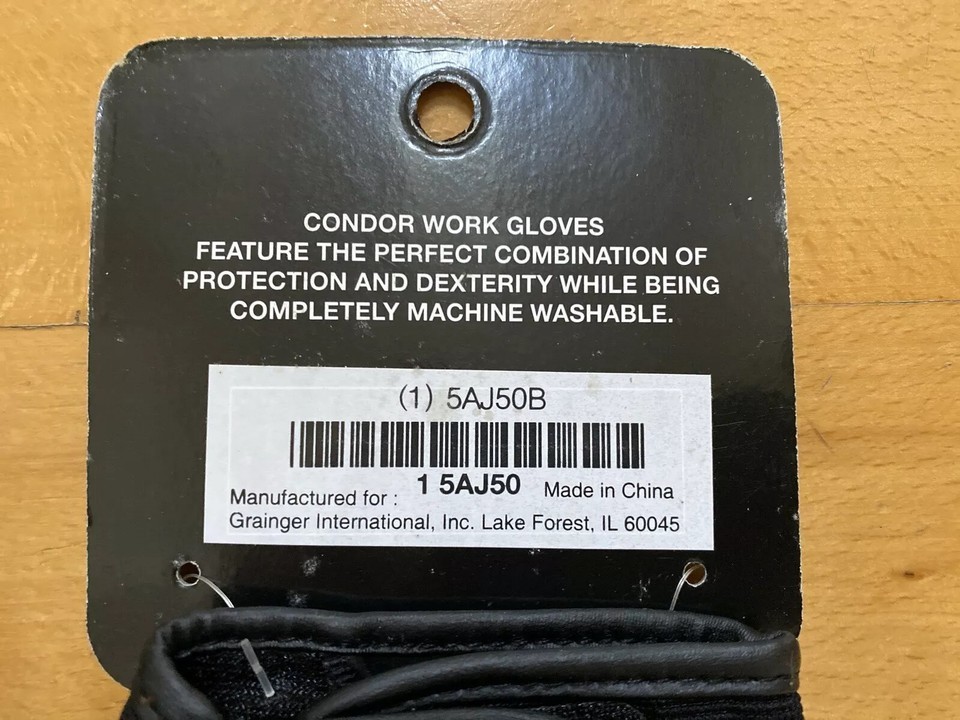 CONDOR WORK GLOVES
FEATURE THE PERFECT COMBINATION OF
PROTECTION AND DEXTERITY WHILE BEING
COMPLETELY MACHINE WASHABLE.
(1) 5AJ50B
1 5AJ50
Manufactured for : Made in China
Grainger International, Inc. Lake Forest, IL 60045